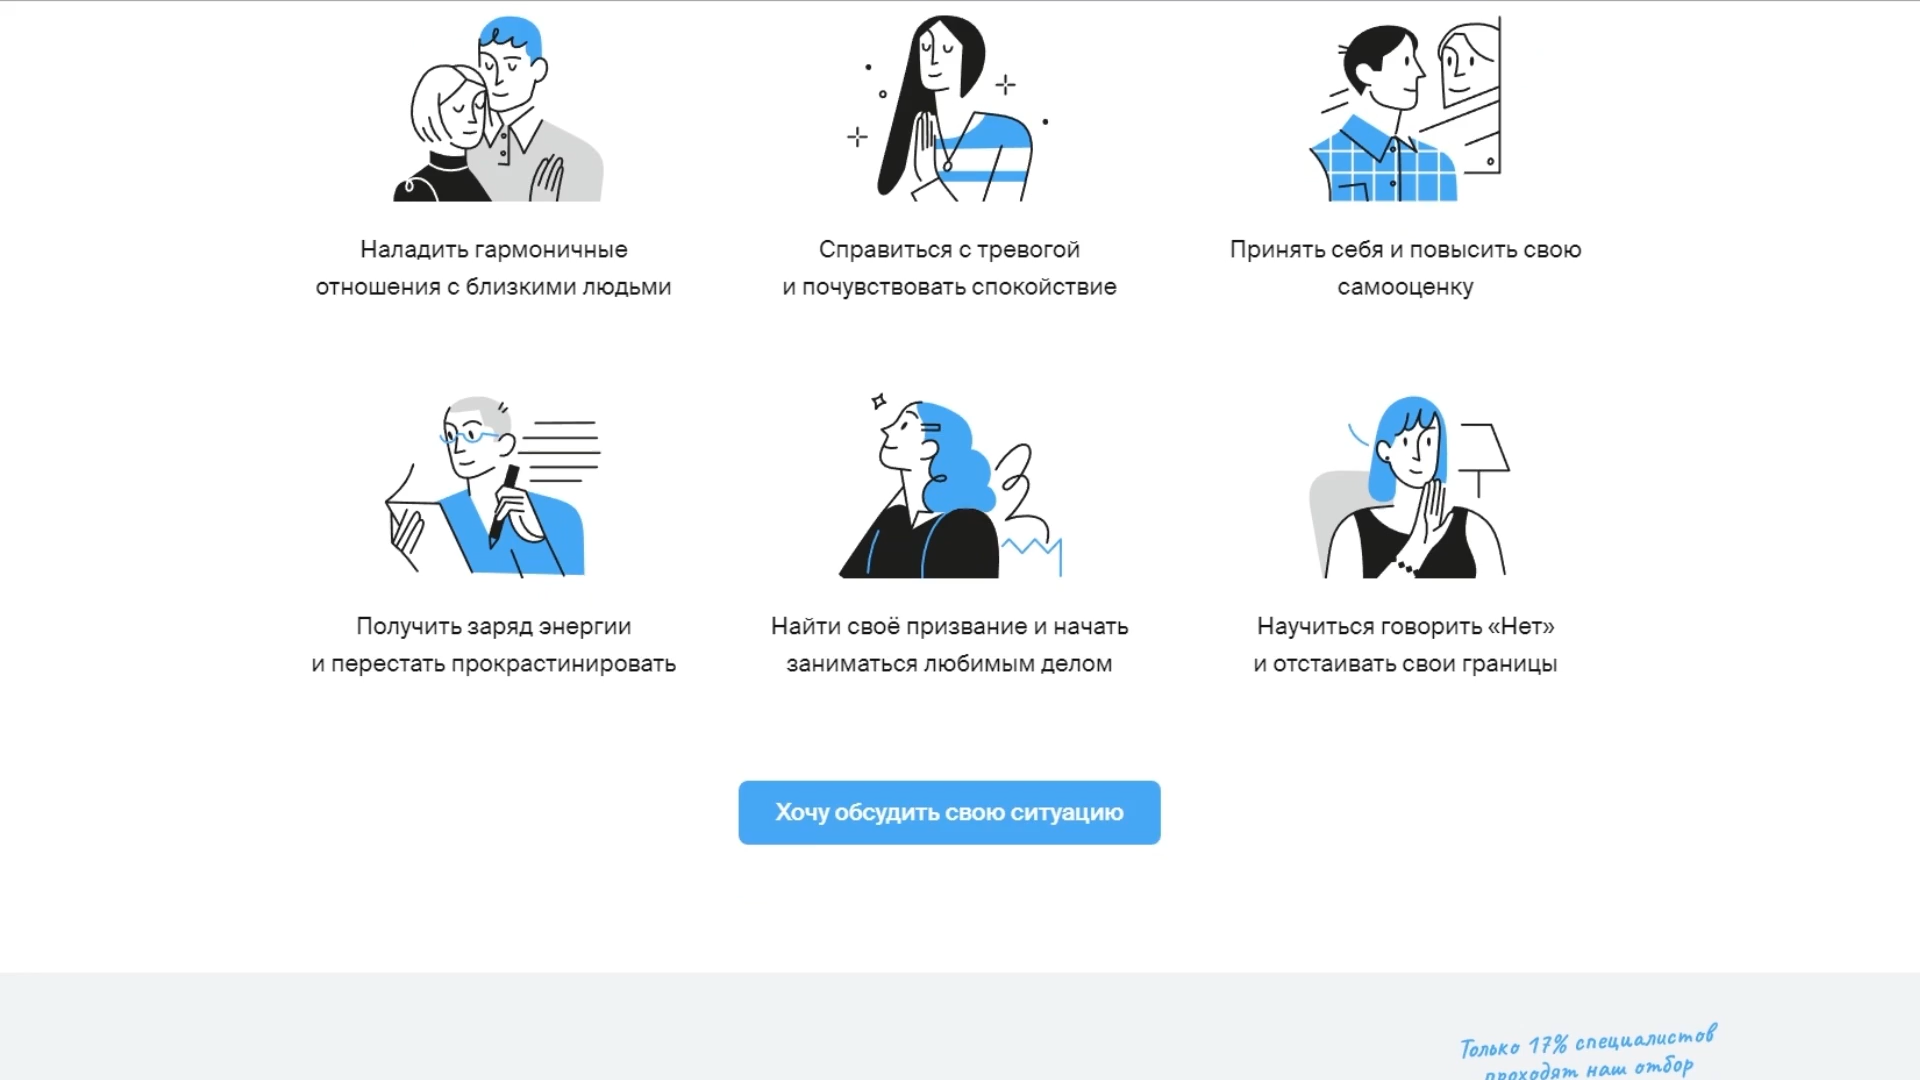 Наладить гармоничные
отношения с близкими людьми
Справиться с тревогой
и почувствовать спокойствие
Принять себя и повысить свою
самооценку
Получить заряд энергии
и перестать прокрастинировать
Найти своё призвание и начать
заниматься любимым делом
Научиться говорить «Нет»
и отстаивать свои границы
Хочу обсудить свою ситуацию
Только 17% специалистов
проходят наш отбор